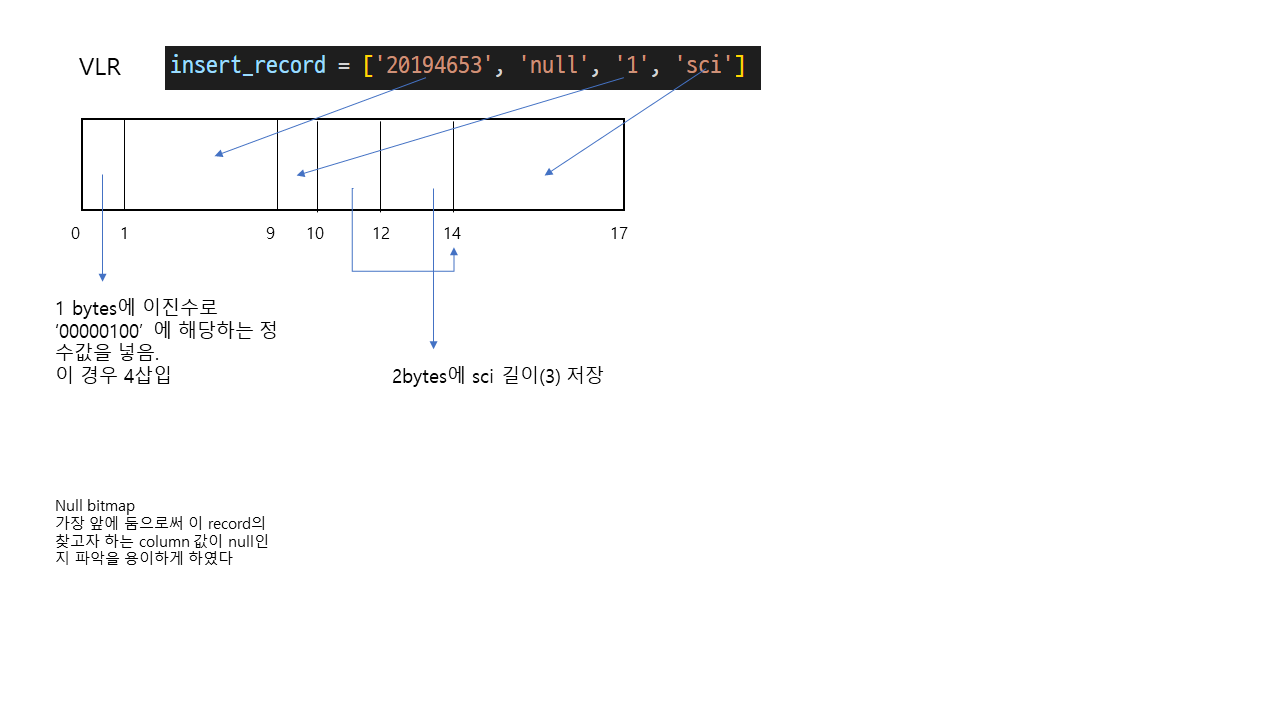 VLR
insert_record = ['20194653', 'null', '1', 'sci']
0 1 9 10 12 14 17
1 bytes에 이진수로
‘00000100’ 에 해당하는 정
수값을 넣음.
이 경우 4삽입
2bytes에 sci 길이(3) 저장
Null bitmap
가장 앞에 둠으로써 이 record의
찾고자 하는 column 값이 null인
지 파악을 용이하게 하였다